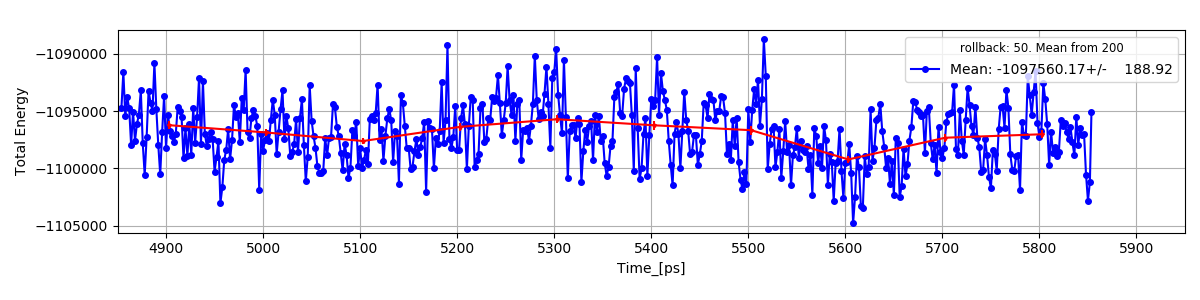 −1090000
−1095000
−1100000
−1105000
Total Energy
rollback: 50. Mean from 200
Mean: -1097560.17+/-    188.92
4900 5000 5100 5200 5300 5400 5500 5600 5700 5800 5900
Time_[ps]